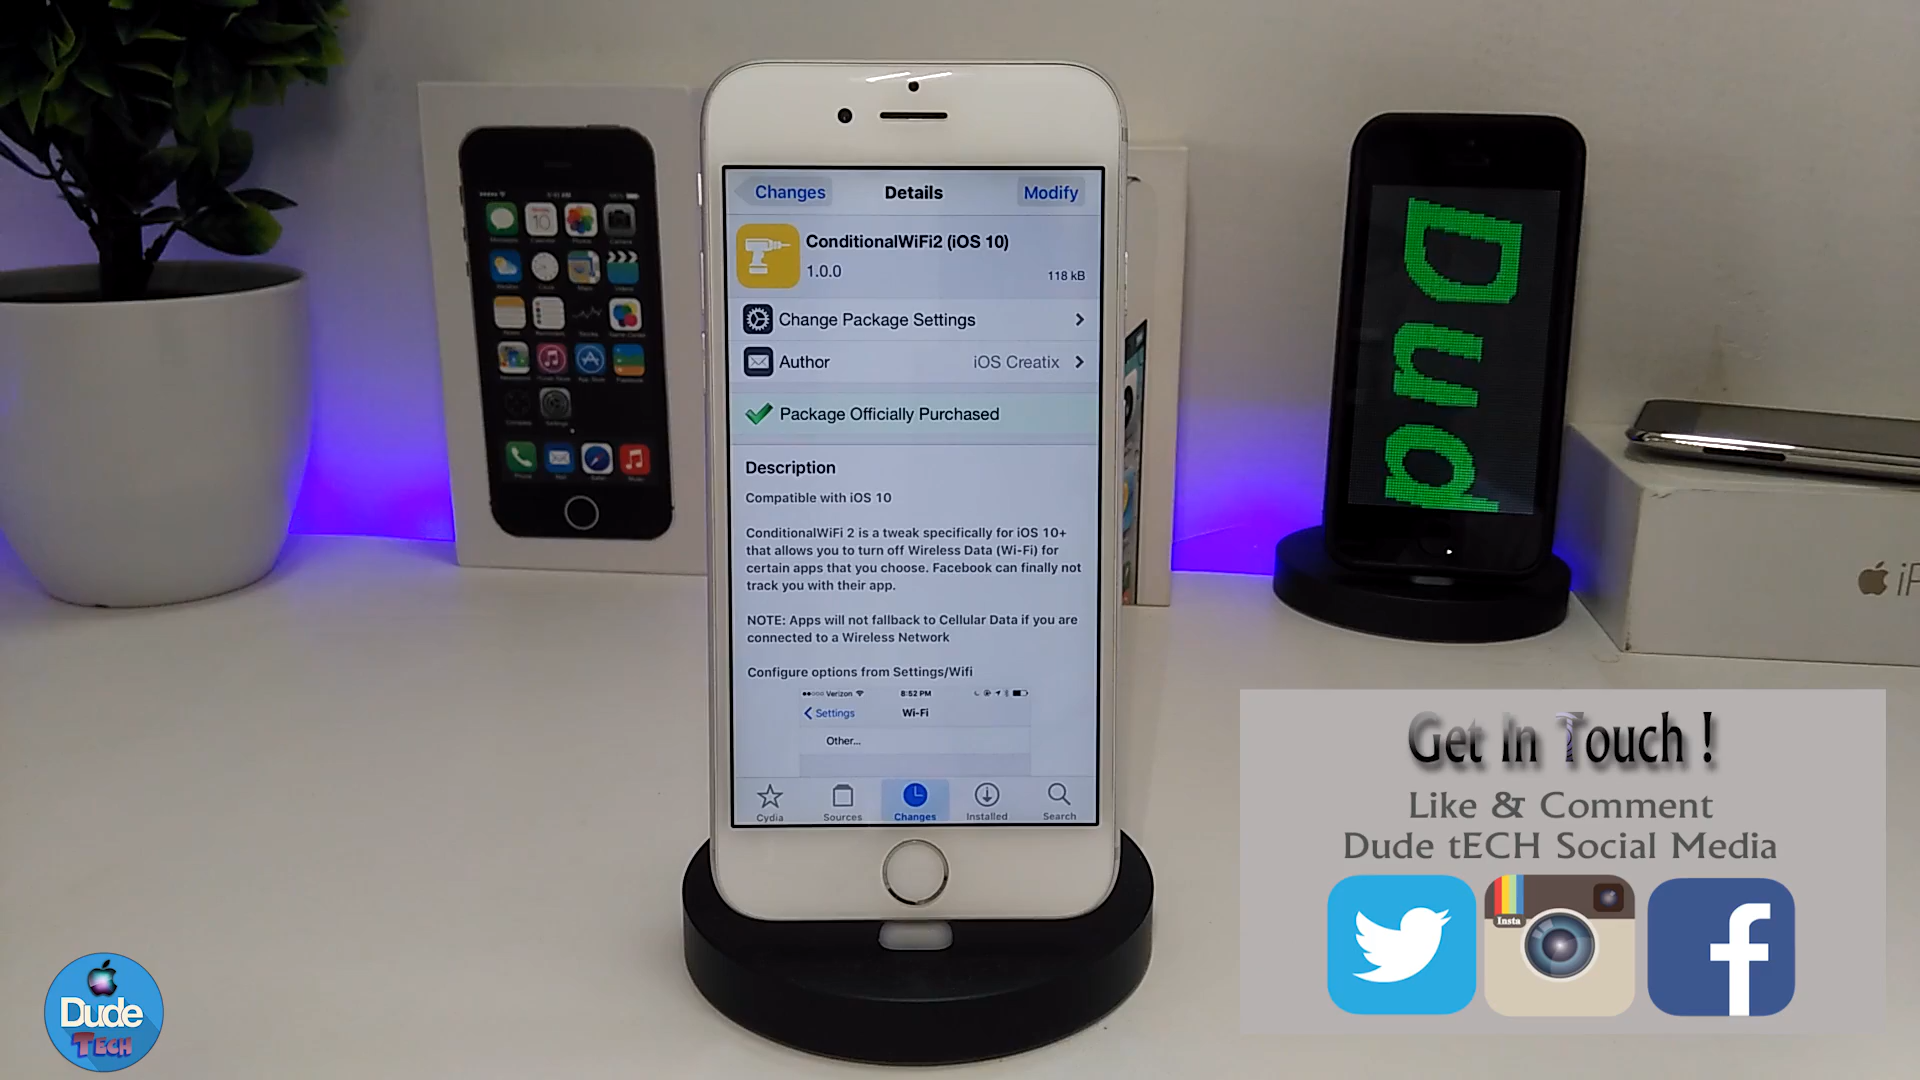 Changes Details Modify
ConditionalWiFi2 (iOS 10)
1.0.0
118 kB
Change Package Settings
Author iOS Creatix
Package Officially Purchased
Description
Compatible with iOS 10
ConditionalWiFi 2 is a tweak specifically for iOS 10+
that allows you to turn off Wireless Data (Wi-Fi) for
certain apps that you choose. Facebook can finally not
track you with their app.
NOTE: Apps will not fallback to Cellular Data if you are
connected to a Wireless Network
Configure options from Settings/Wifi
Verizon 8:52 PM
Settings Wi-Fi
Other...
Cydia Sources Changes Installed Search
Dud
Get In Touch !
Like & Comment
Dude tECH Social Media
Insta
Dude
TECH